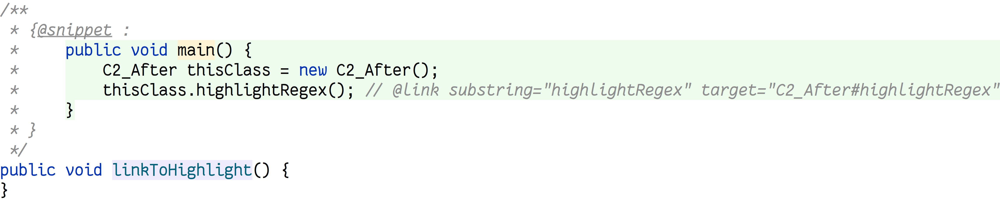 /**
 * {@snippet :
 *     public void main() {
 *         C2_After thisClass = new C2_After();
 *         thisClass.highlightRegex(); // @link substring="highlightRegex" target="C2_After#highlightRegex"
 *     }
 * }
 */
public void linkToHighlight() {
}